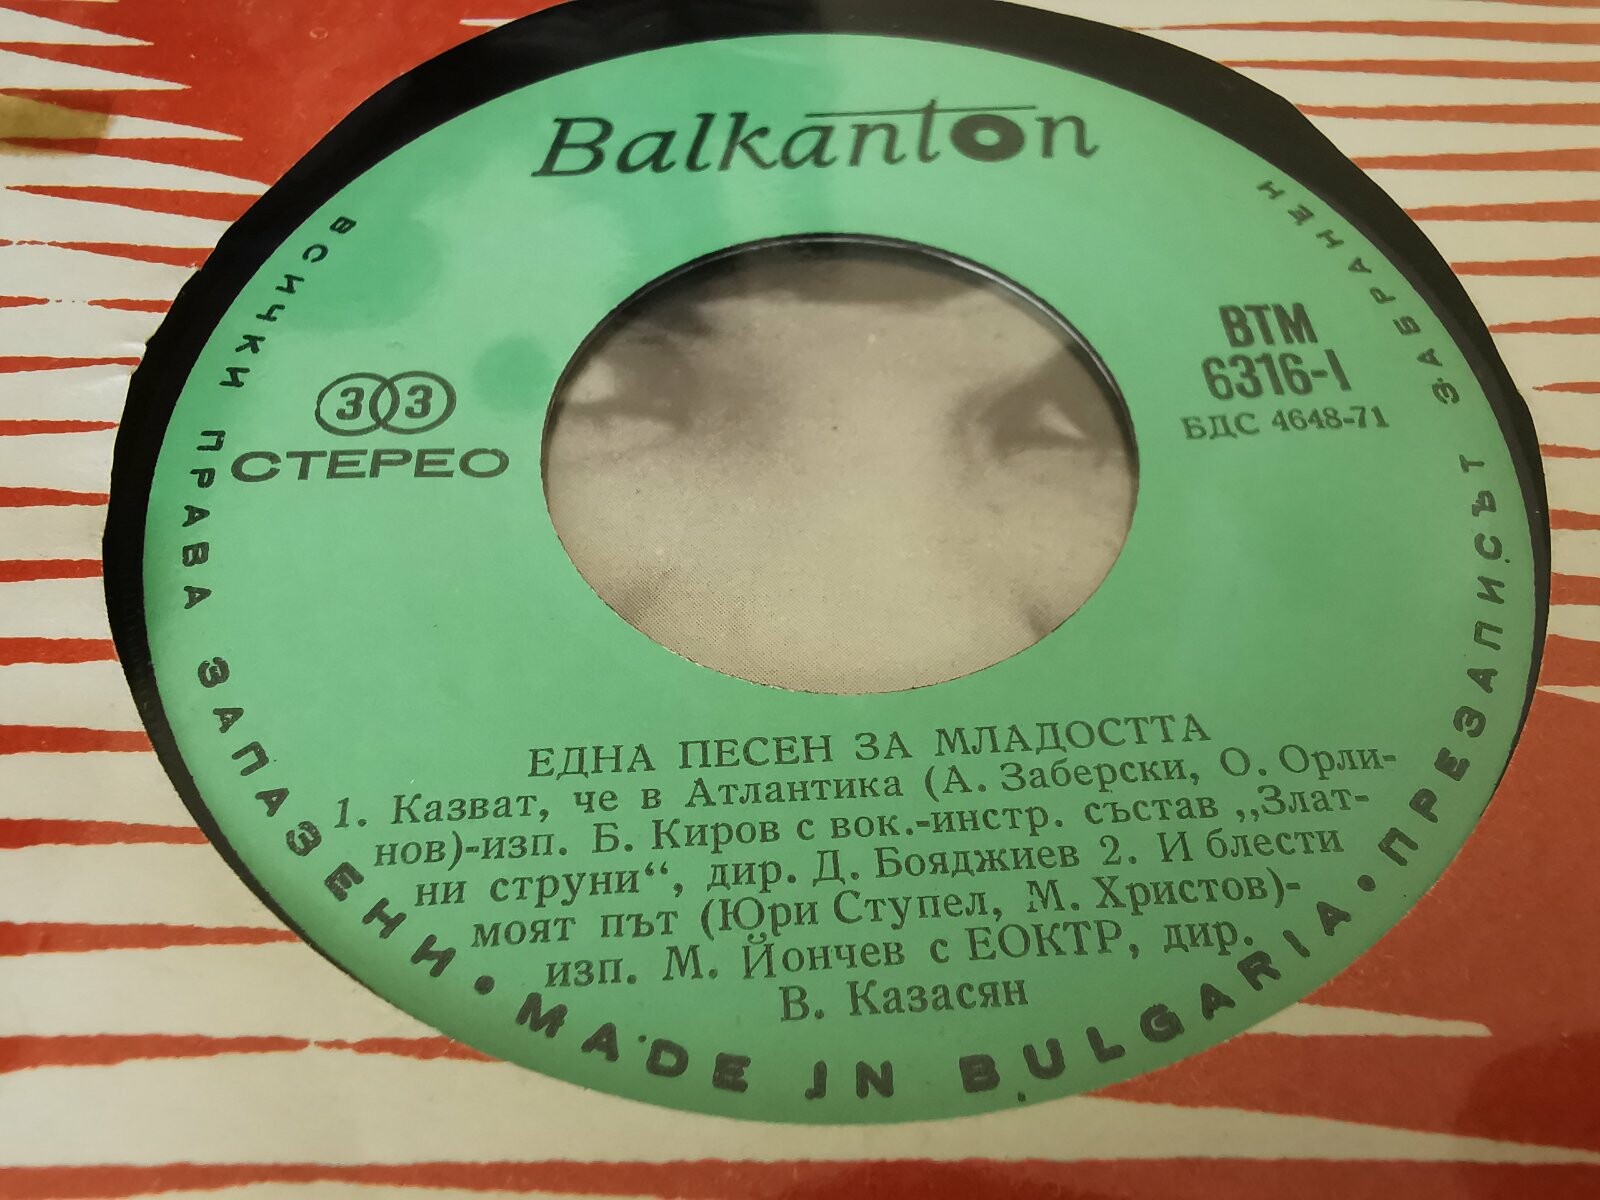 Balkanton
ВСИЧКИ ПРАВА ЗАПАЗЕНИ • MADE IN BULGARIA • ПРЕЗАПИСЪТ ЗАБРАНЕН
33
СТЕРЕО
ВТМ
6316-I
БДС 4648-71
ЕДНА ПЕСЕН ЗА МЛАДОСТТА
1. Казват, че в Атлантика (А. Заберски, О. Орли-
нов)-изп. Б. Киров с вок.-инстр. състав „Злат-
ни струни“, дир. Д. Бояджиев 2. И блести
моят път (Юри Ступел, М. Христов)-
изп. М. Йончев с ЕОКТР, дир.
В. Казасян